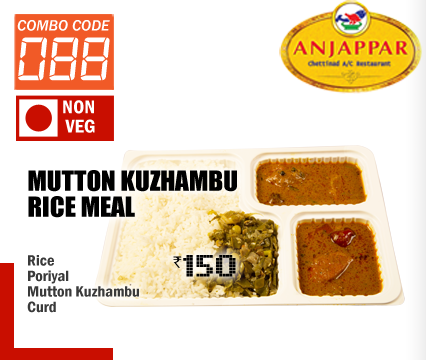 COMBO CODE
088
NON
VEG
ANJAPPAR
Chettinad A/C Restaurant
MUTTON KUZHAMBU
RICE MEAL
Rice
Poriyal
Mutton Kuzhambu
Curd
₹150